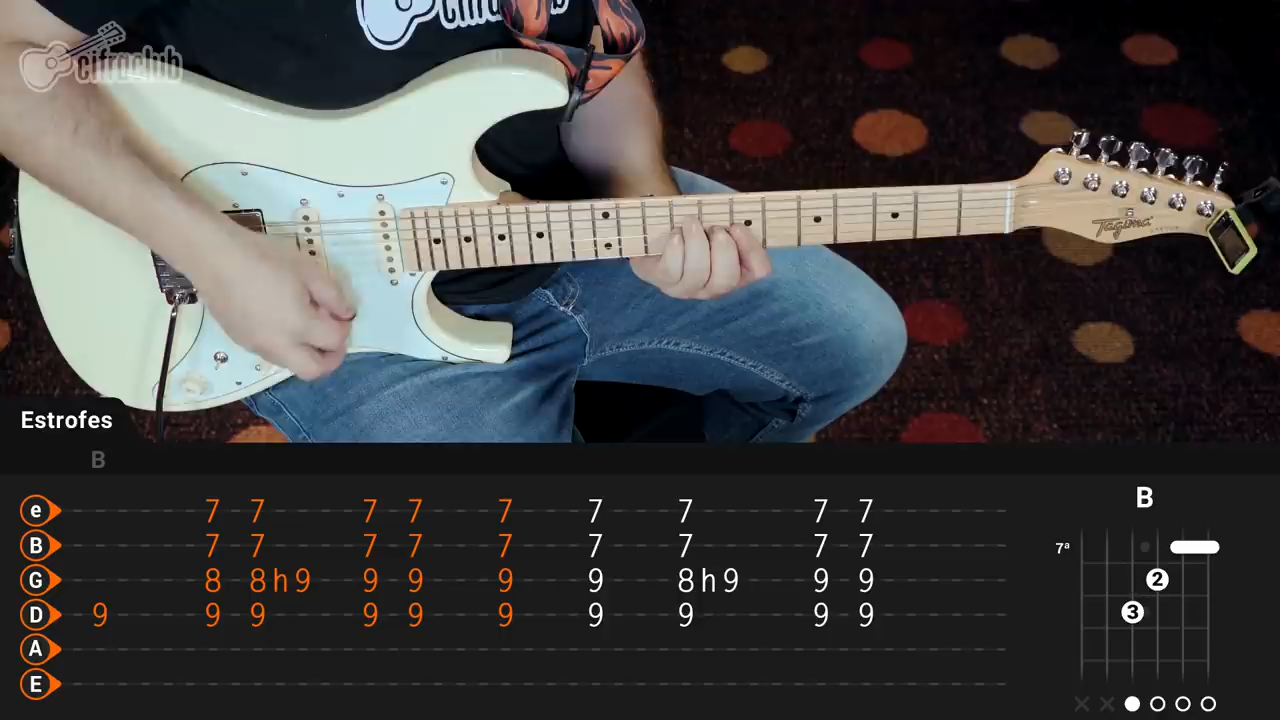 cifraclub
cifraclub
Tagima
Estrofes
B
e 7 7 7 7 7 7 7 7 7
B 7 7 7 7 7 7 7 7 7
G 8 8h9 9 9 9 9 8h9 9 9
D 9 9 9 9 9 9 9 9 9 9
A
E
B
7ª
2
3